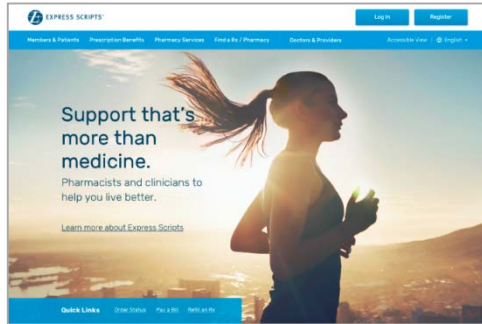 EXPRESS SCRIPTS®
Log In
Register
Members & Patients
Prescription Benefits
Pharmacy Services
Find a Rx / Pharmacy
Doctors & Providers
Accessible View | English
Support that's
more than
medicine.
Pharmacists and clinicians to
help you live better.
Learn more about Express Scripts
Quick Links
Order Status
Pay a Bill
Refill an Rx